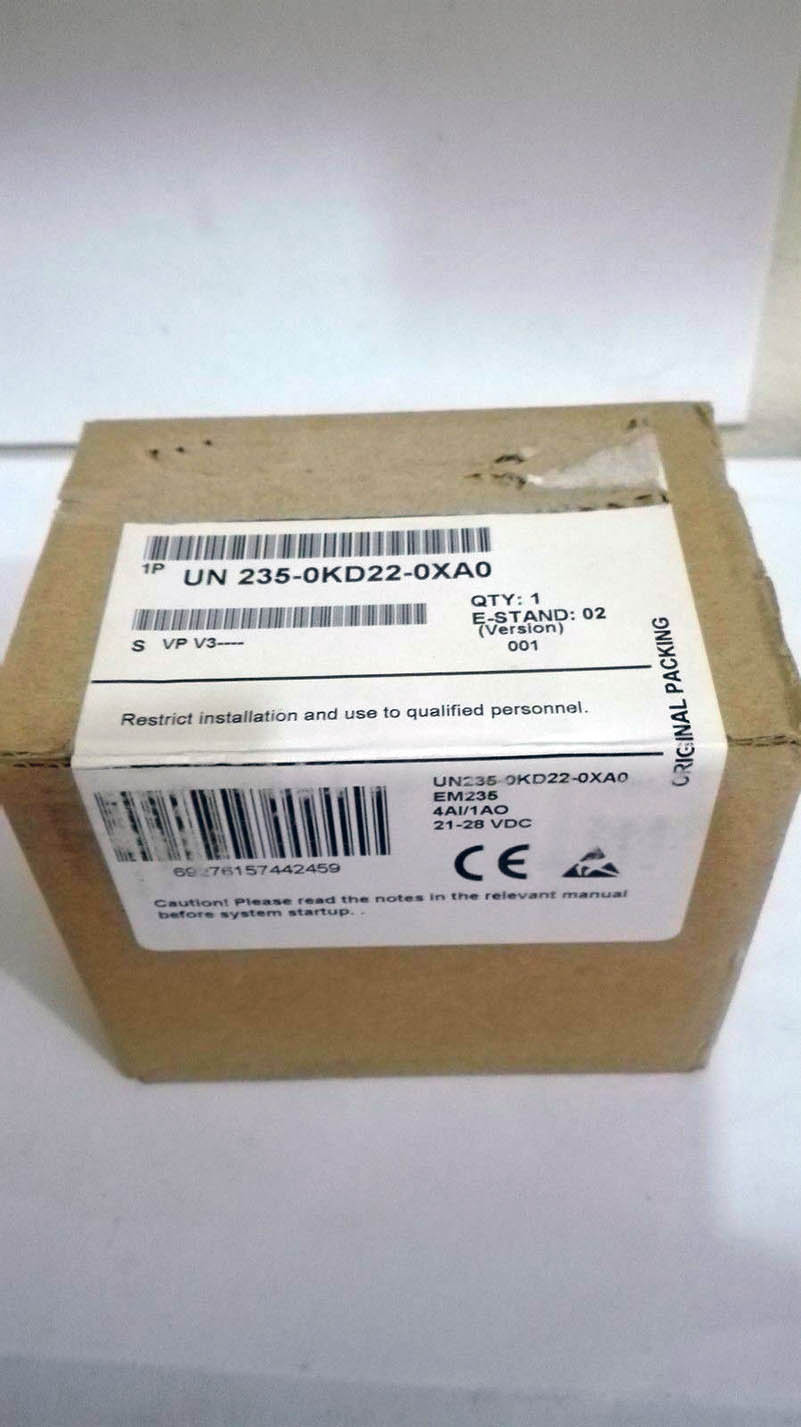 1P UN 235-0KD22-0XA0
QTY: 1
E-STAND: 02
(Version)
001
S VP V3----
ORIGINAL PACKING
Restrict installation and use to qualified personnel.
UN235-0KD22-0XA0
EM235
4AI/1AO
21-28 VDC
76157442459
CE
Caution! Please read the notes in the relevant manual
before system startup. .